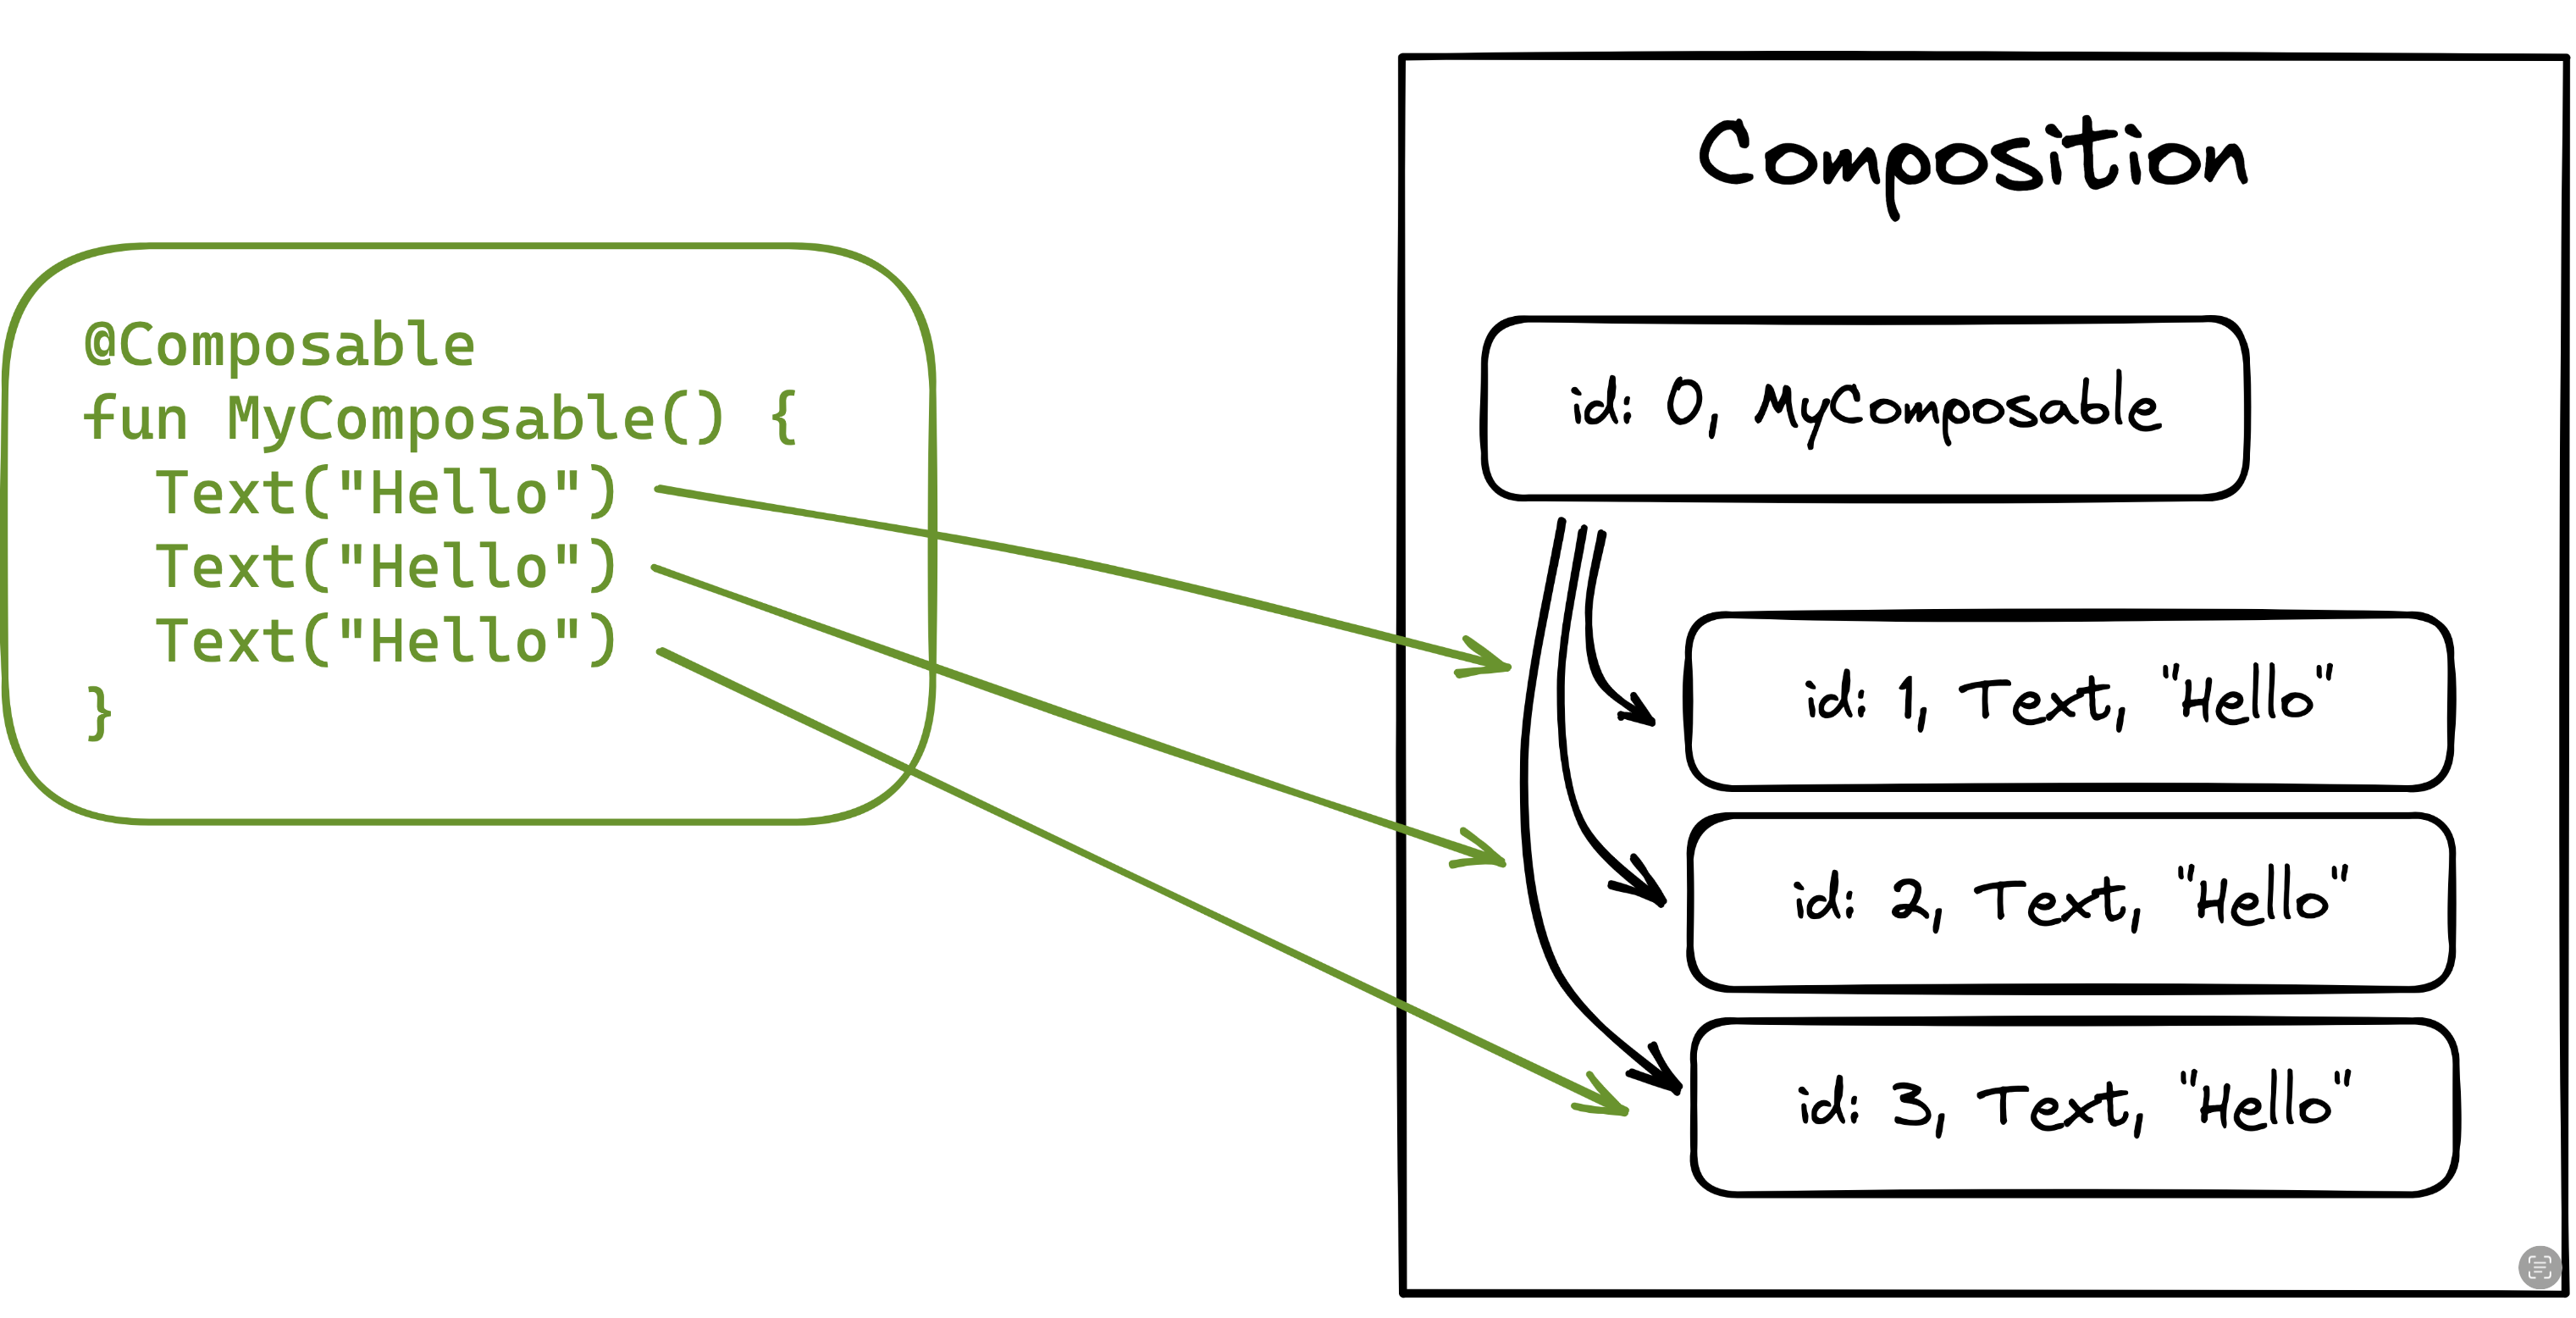 @Composable
fun MyComposable() {
Text("Hello")
Text("Hello")
Text("Hello")
}
Composition
id: 0, MyComposable
id: 1, Text, "Hello"
id: 2, Text, "Hello"
id: 3, Text, "Hello"